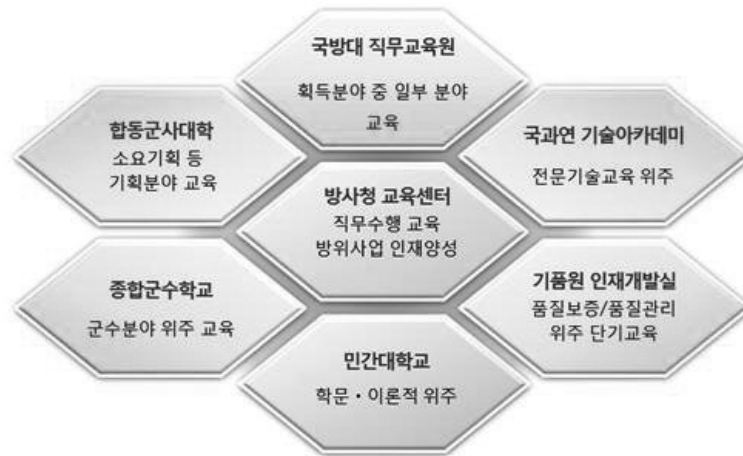 국방대 직무교육원
획득분야 중 일부 분야
교육
합동군사대학
소요기획 등
기획분야 교육
국과연 기술아카데미
전문기술교육 위주
방사청 교육센터
직무수행 교육
방위사업 인재양성
종합군수학교
군수분야 위주 교육
기품원 인재개발실
품질보증/품질관리
위주 단기교육
민간대학교
학문・이론적 위주